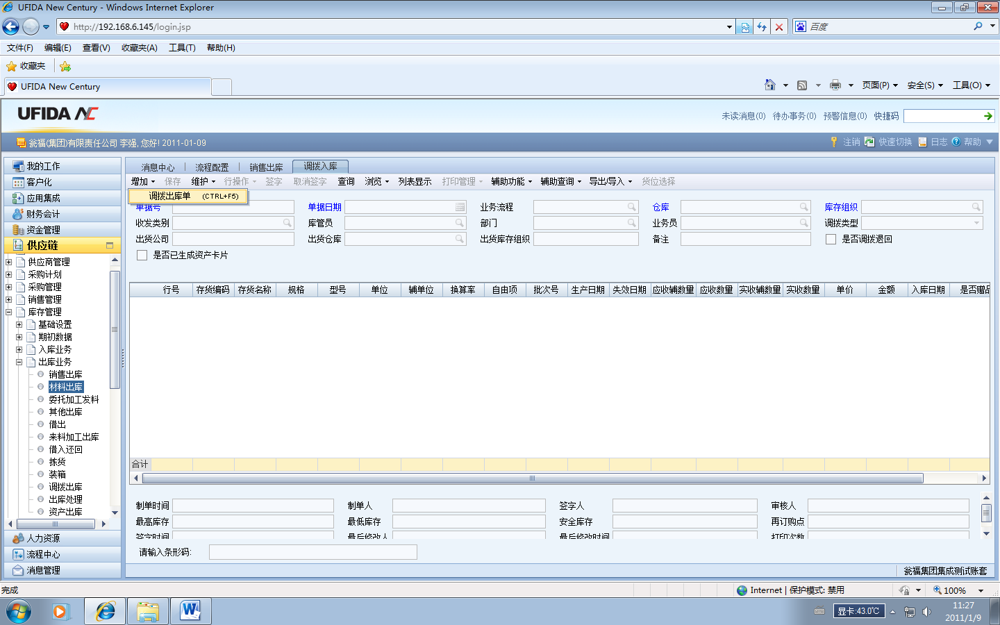 UFIDA New Century - Windows Internet Explorer
http://192.168.6.145/login.jsp
百度
文件(F) 编辑(E) 查看(V) 收藏夹(A) 工具(T) 帮助(H)
收藏夹
UFIDA New Century
页面(P) 安全(S) 工具(O)
UFIDA NC
未读消息(0) 待办事务(0) 预警信息(0) 快捷码
瓮福(集团)有限责任公司 李强, 您好! 2011-01-09
注销 快速切换 日志 帮助
我的工作
客户化
应用集成
财务会计
资金管理
供应链
供应商管理
采购计划
采购管理
销售管理
库存管理
基础设置
期初数据
入库业务
出库业务
销售出库
材料出库
委托加工发料
其他出库
借出
来料加工出库
借入还回
拣货
装箱
调拨出库
出库处理
资产出库
人力资源
流程中心
消息管理
消息中心 流程配置 销售出库 调拨入库
增加 保存 维护 行操作 签字 取消签字 查询 浏览 列表显示 打印管理 辅助功能 辅助查询 导出/导入 货位选择
调拨出库单 (CTRL+F5)
单据号 单据日期 业务流程 仓库 库存组织
收发类别 库管员 部门 业务员 调拨类型
出货公司 出货仓库 出货库存组织 备注 是否调拨退回
是否已生成资产卡片
行号 存货编码 存货名称 规格 型号 单位 辅单位 换算率 自由项 批次号 生产日期 失效日期 应收辅数量 应收数量 实收辅数量 实收数量 单价 金额 入库日期 是否赠品
合计
制单时间 制单人 签字人 审核人
最高库存 最低库存 安全库存 再订购点
签字时间 最后修改人 最后修改时间 打印次数
请输入条形码:
瓮福集团集成测试账套
完成
Internet | 保护模式: 禁用
100%
显卡:43.0℃
11:27
2011/1/9